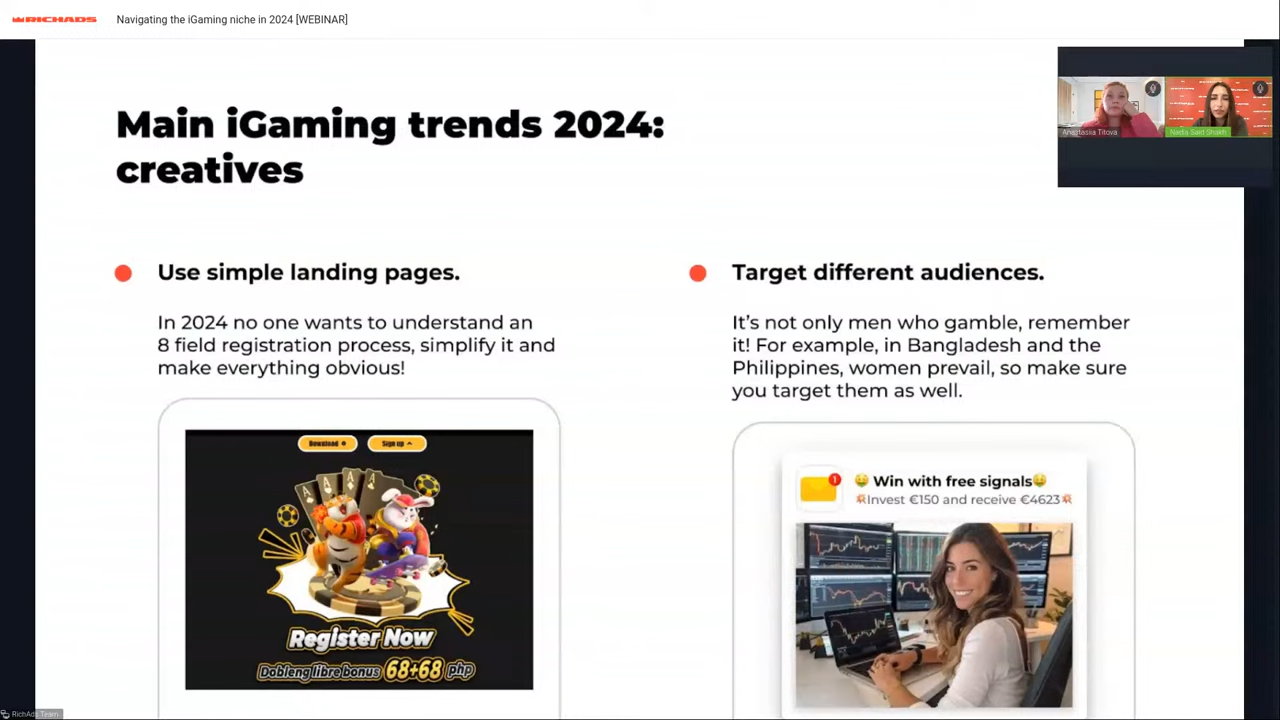 RICHADS
Navigating the iGaming niche in 2024 [WEBINAR]
Anastasiia Titova
Nadia Said Shaikh
Main iGaming trends 2024:
creatives
Use simple landing pages.
In 2024 no one wants to understand an
8 field registration process, simplify it and
make everything obvious!
Download
Sign up
A A A A
Register Now
Dobleng libre bonus 68+68 php
Target different audiences.
It’s not only men who gamble, remember
it! For example, in Bangladesh and the
Philippines, women prevail, so make sure
you target them as well.
1
🤑 Win with free signals🤑
💥Invest €150 and receive €4623💥
RichAds Team